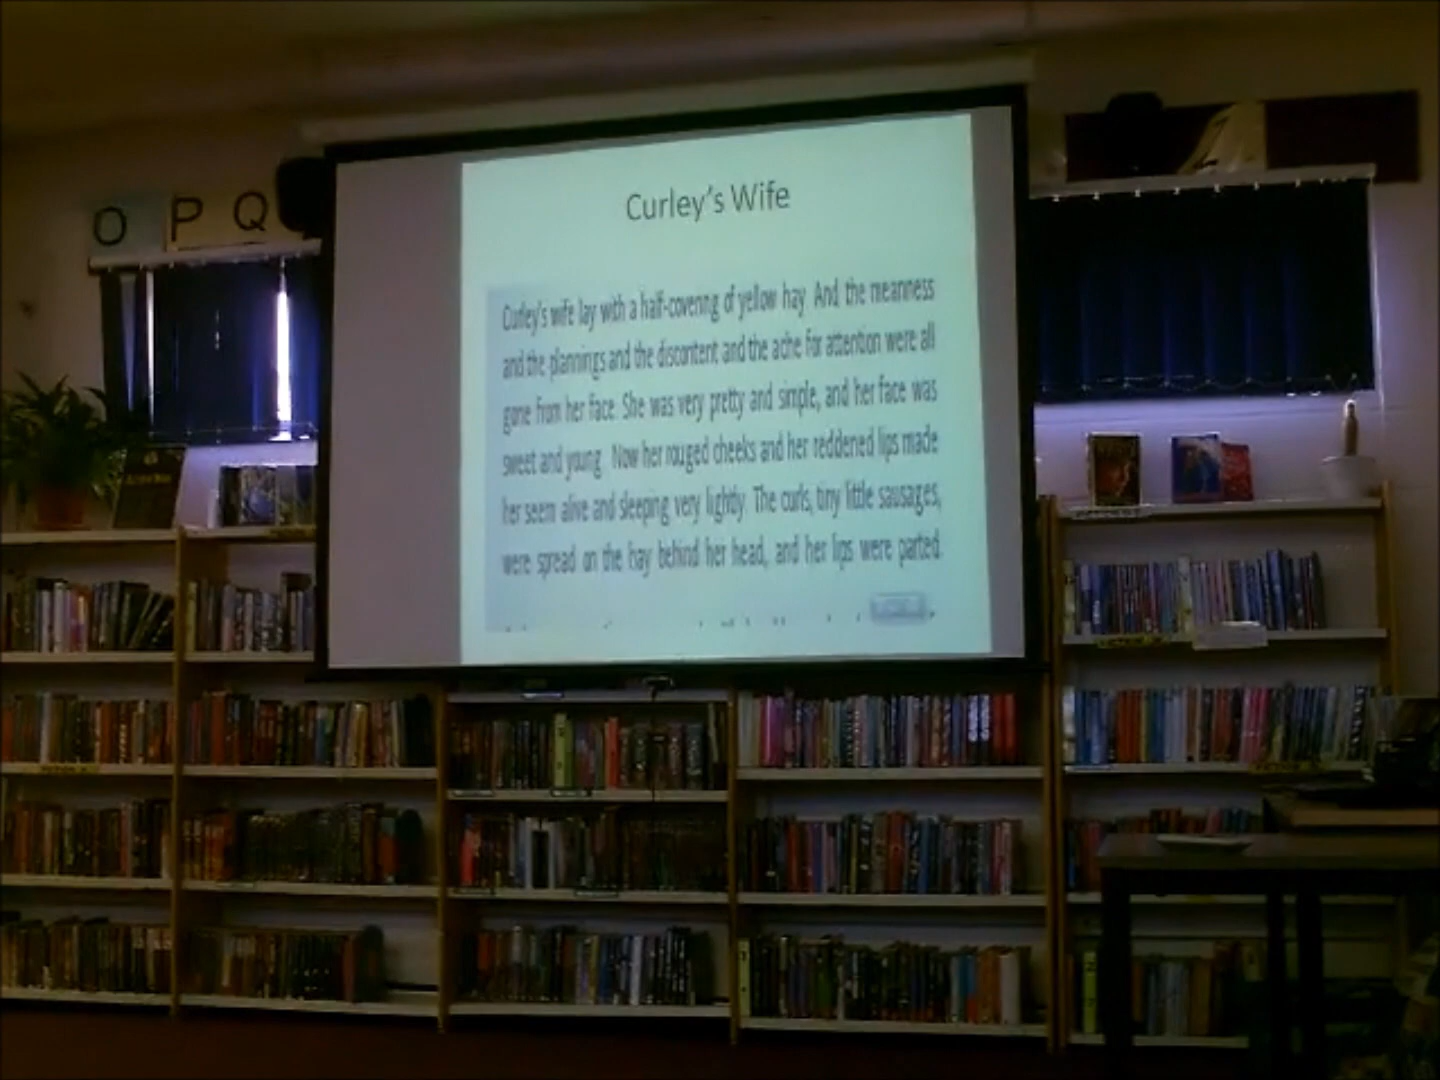 O P Q
Curley's Wife
Curley's wife lay with a half-covering of yellow hay. And the meanness
and the plannings and the discontent and the ache for attention were all
gone from her face. She was very pretty and simple, and her face was
sweet and young. Now her rouged cheeks and her reddened lips made
her seem alive and sleeping very lightly. The curls, tiny little sausages,
were spread on the hay behind her head, and her lips were parted.